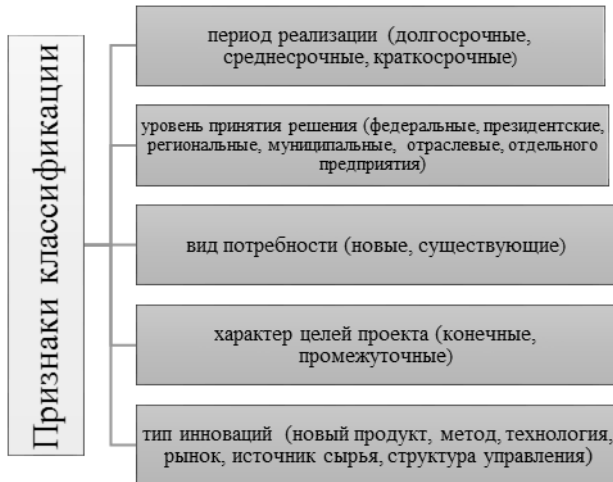 Признаки классификации
период реализации (долгосрочные,
среднесрочные, краткосрочные)
уровень принятия решения (федеральные, президентские,
региональные, муниципальные, отраслевые, отдельного
предприятия)
вид потребности (новые, существующие)
характер целей проекта (конечные,
промежуточные)
тип инноваций (новый продукт, метод, технология,
рынок, источник сырья, структура управления)